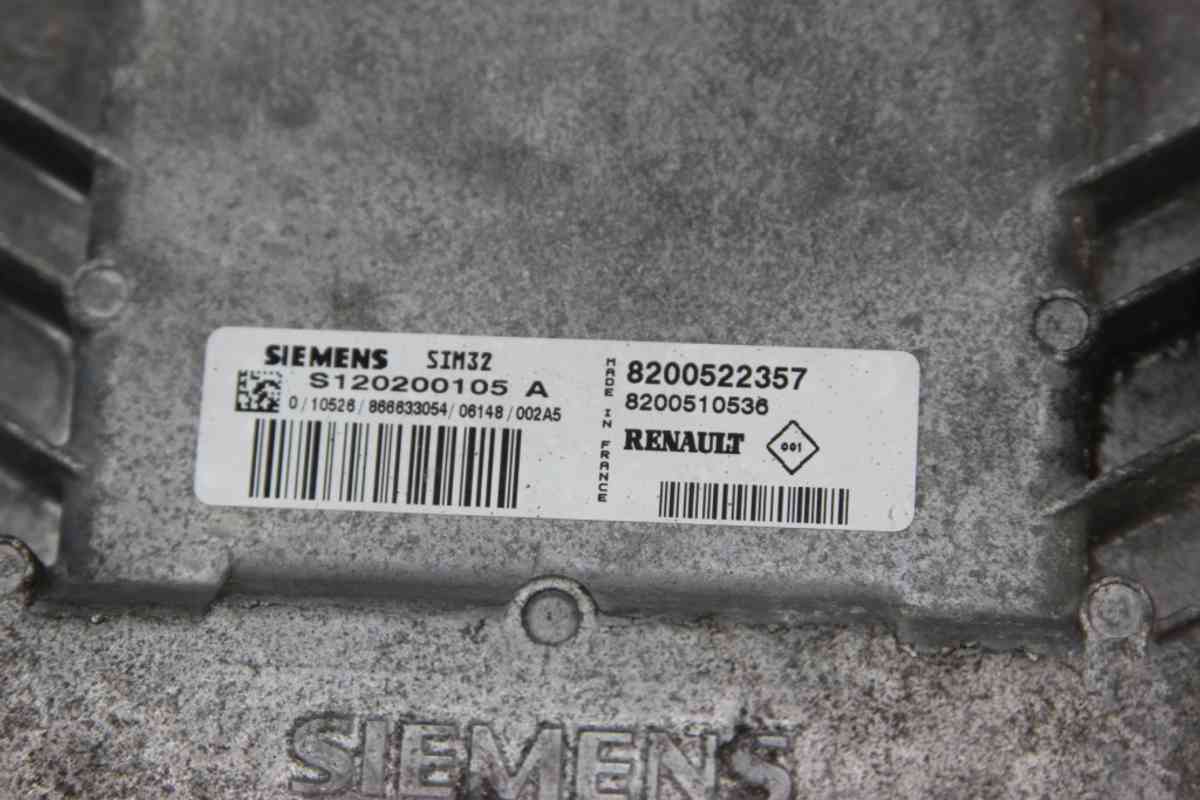 SIEMENS SIM32
S120200105 A
0/10526/866633054/06148/002A5
MADE IN FRANCE
8200522357
8200510536
RENAULT 001
SIEMENS